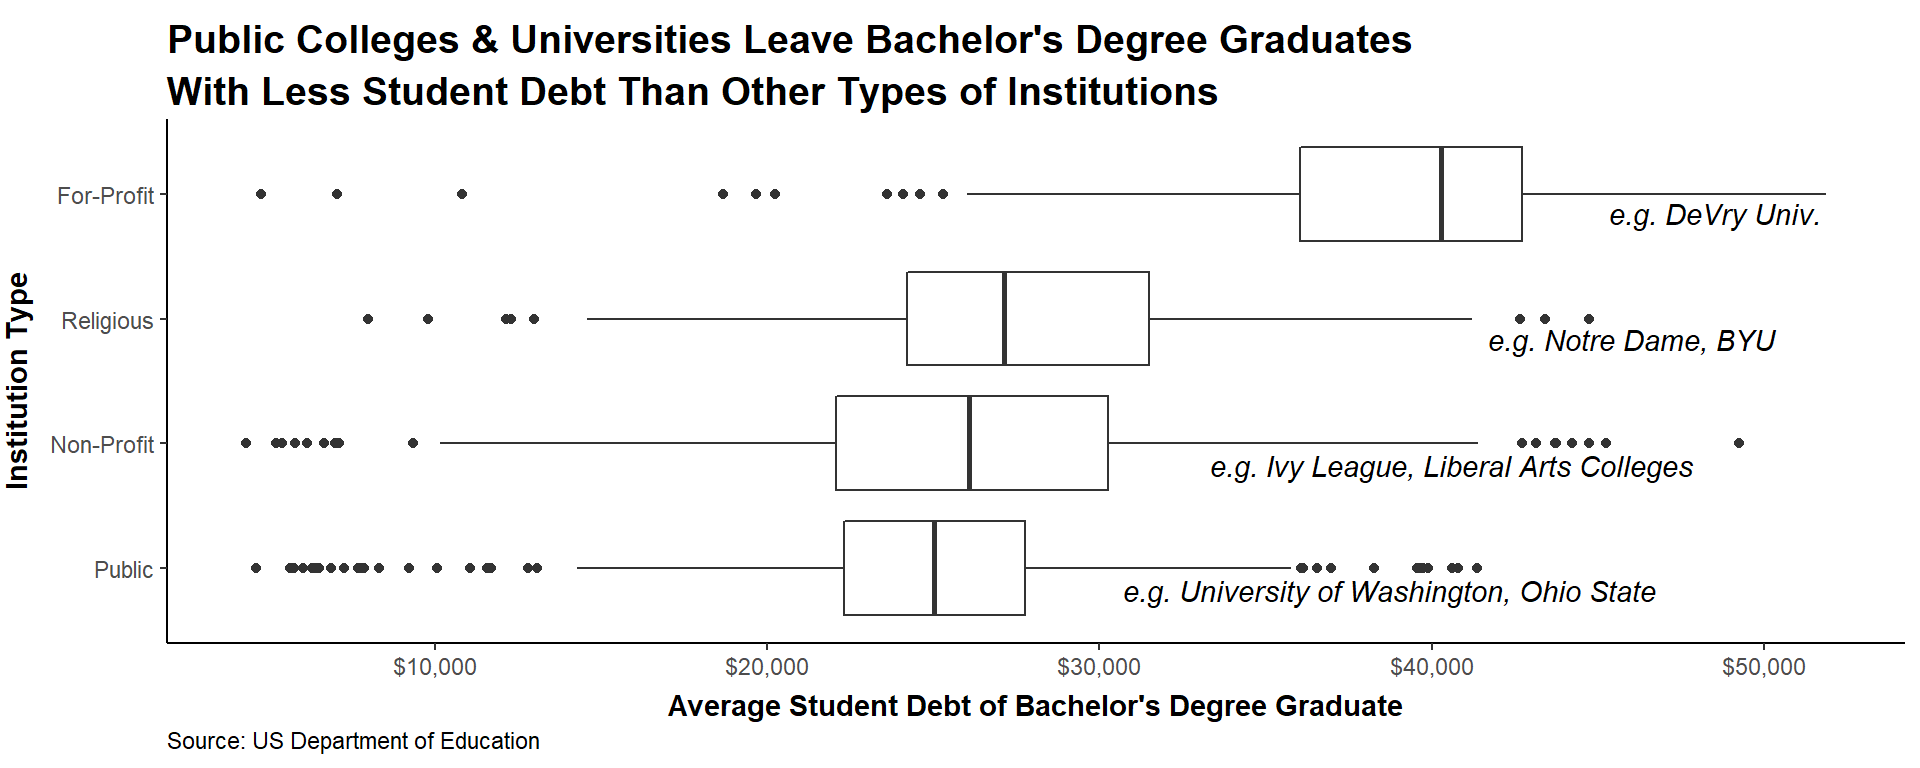 Public Colleges & Universities Leave Bachelor's Degree Graduates
With Less Student Debt Than Other Types of Institutions
Institution Type
For-Profit
e.g. DeVry Univ.
Religious
e.g. Notre Dame, BYU
Non-Profit
e.g. Ivy League, Liberal Arts Colleges
Public
e.g. University of Washington, Ohio State
$10,000 $20,000 $30,000 $40,000 $50,000
Average Student Debt of Bachelor's Degree Graduate
Source: US Department of Education